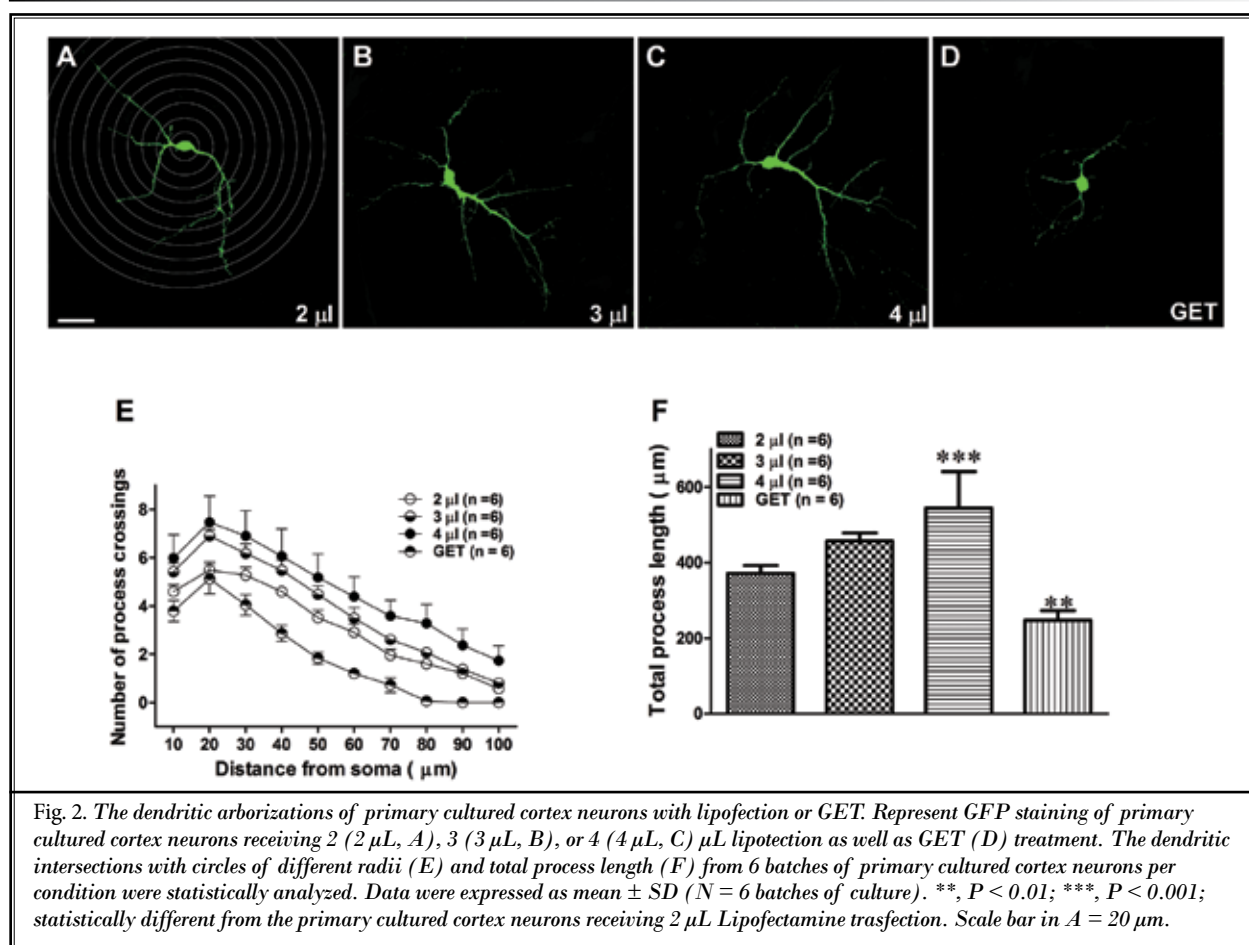 A
B
C
D
2 µl
3 µl
4 µl
GET
E
Number of process crossings
8
6
4
2
0
10 20 30 40 50 60 70 80 90 100
Distance from soma ( µm)
2 µl (n =6)
3 µl (n =6)
4 µl (n =6)
GET (n = 6)
F
Total process length ( µm)
600
400
200
0
2 µl (n =6)
3 µl (n =6)
4 µl (n =6)
GET (n = 6)
***
**
Fig. 2. The dendritic arborizations of primary cultured cortex neurons with lipofection or GET. Represent GFP staining of primary
cultured cortex neurons receiving 2 (2 µL, A), 3 (3 µL, B), or 4 (4 µL, C) µL lipotection as well as GET (D) treatment. The dendritic
intersections with circles of different radii (E) and total process length (F) from 6 batches of primary cultured cortex neurons per
condition were statistically analyzed. Data were expressed as mean ± SD (N = 6 batches of culture). **, P < 0.01; ***, P < 0.001;
statistically different from the primary cultured cortex neurons receiving 2 µL Lipofectamine trasfection. Scale bar in A = 20 µm.